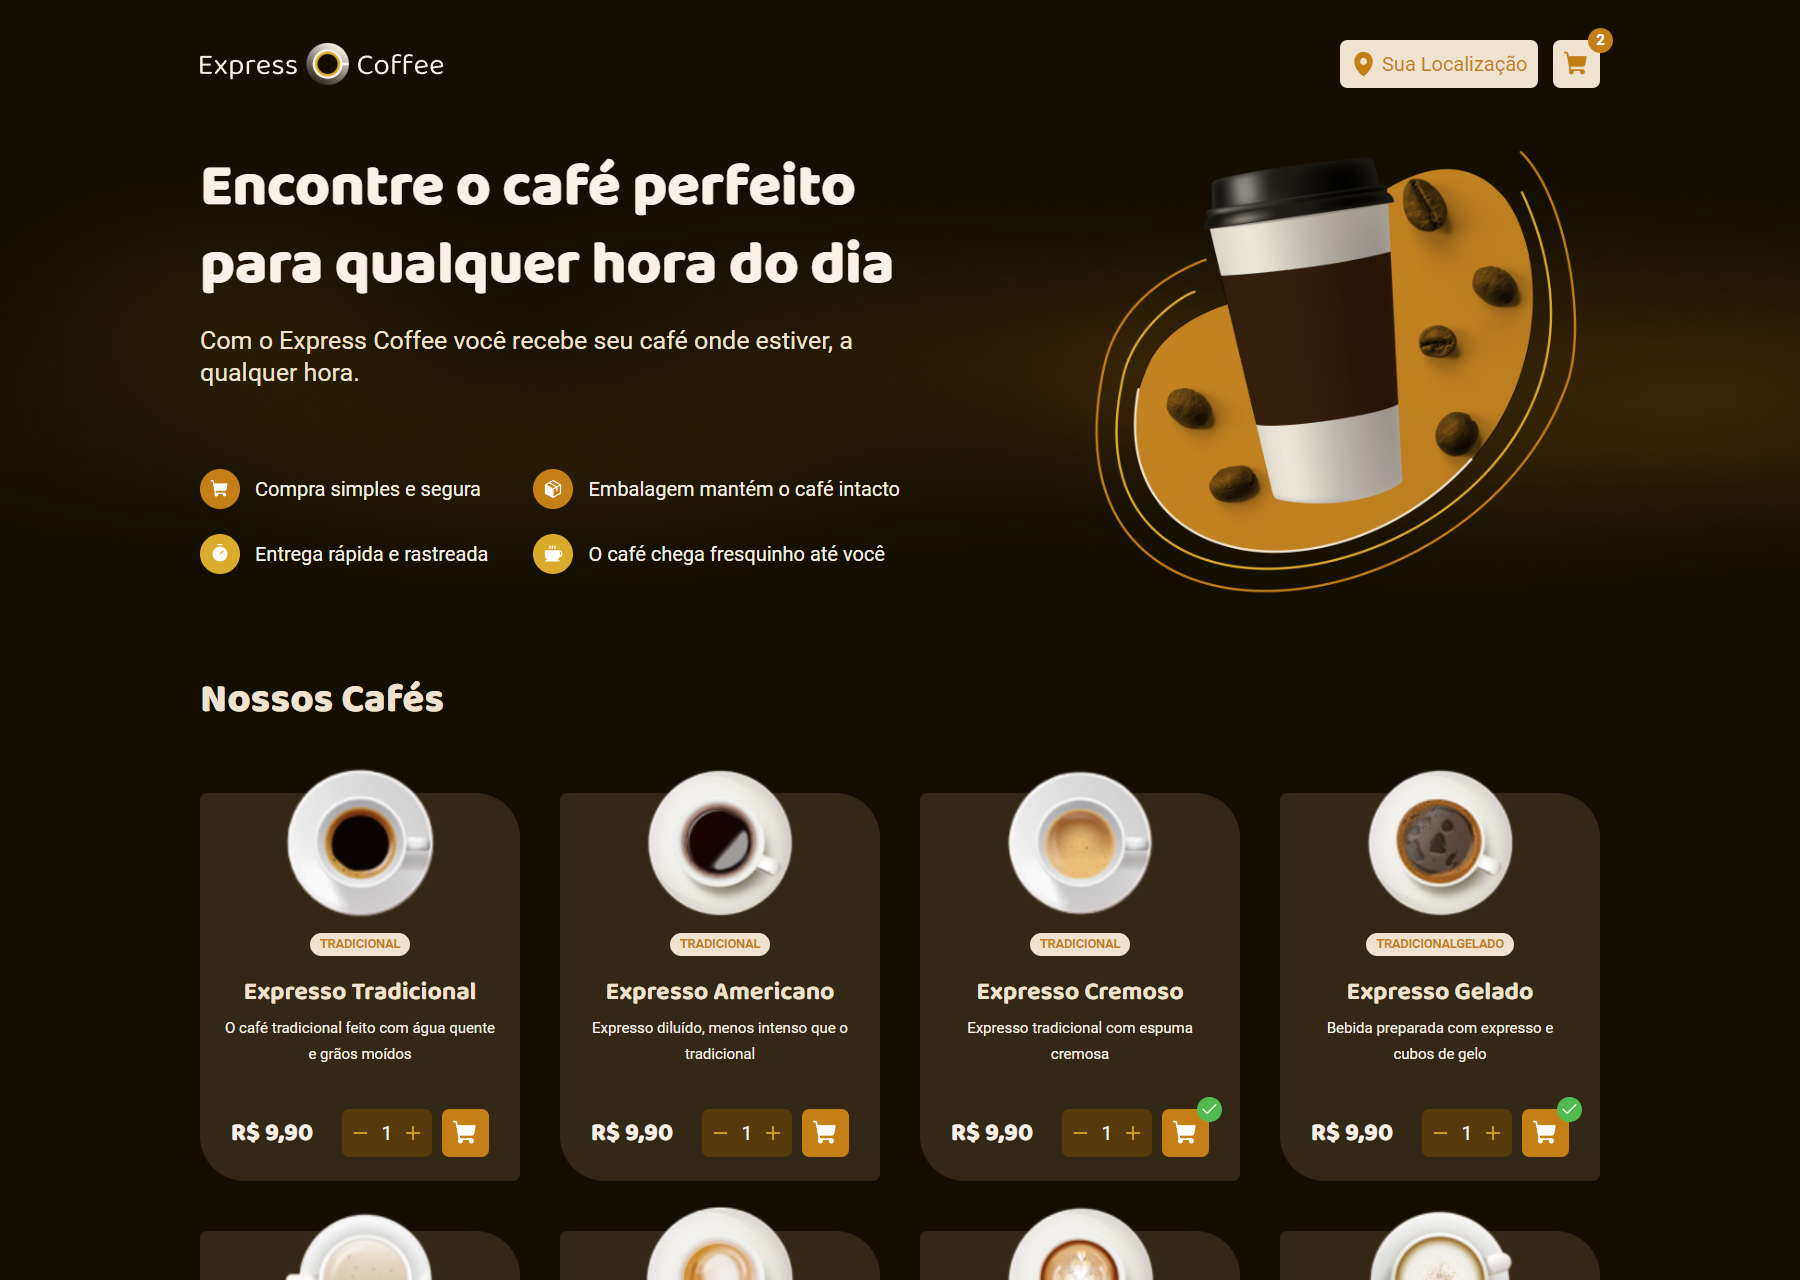 Express Coffee
Sua Localização
2
Encontre o café perfeito
para qualquer hora do dia
Com o Express Coffee você recebe seu café onde estiver, a
qualquer hora.
Compra simples e segura
Embalagem mantém o café intacto
Entrega rápida e rastreada
O café chega fresquinho até você
Nossos Cafés
TRADICIONAL
Expresso Tradicional
O café tradicional feito com água quente
e grãos moídos
R$ 9,90
− 1 +
TRADICIONAL
Expresso Americano
Expresso diluído, menos intenso que o
tradicional
R$ 9,90
− 1 +
TRADICIONAL
Expresso Cremoso
Expresso tradicional com espuma
cremosa
R$ 9,90
− 1 +
TRADICIONALGELADO
Expresso Gelado
Bebida preparada com expresso e
cubos de gelo
R$ 9,90
− 1 +